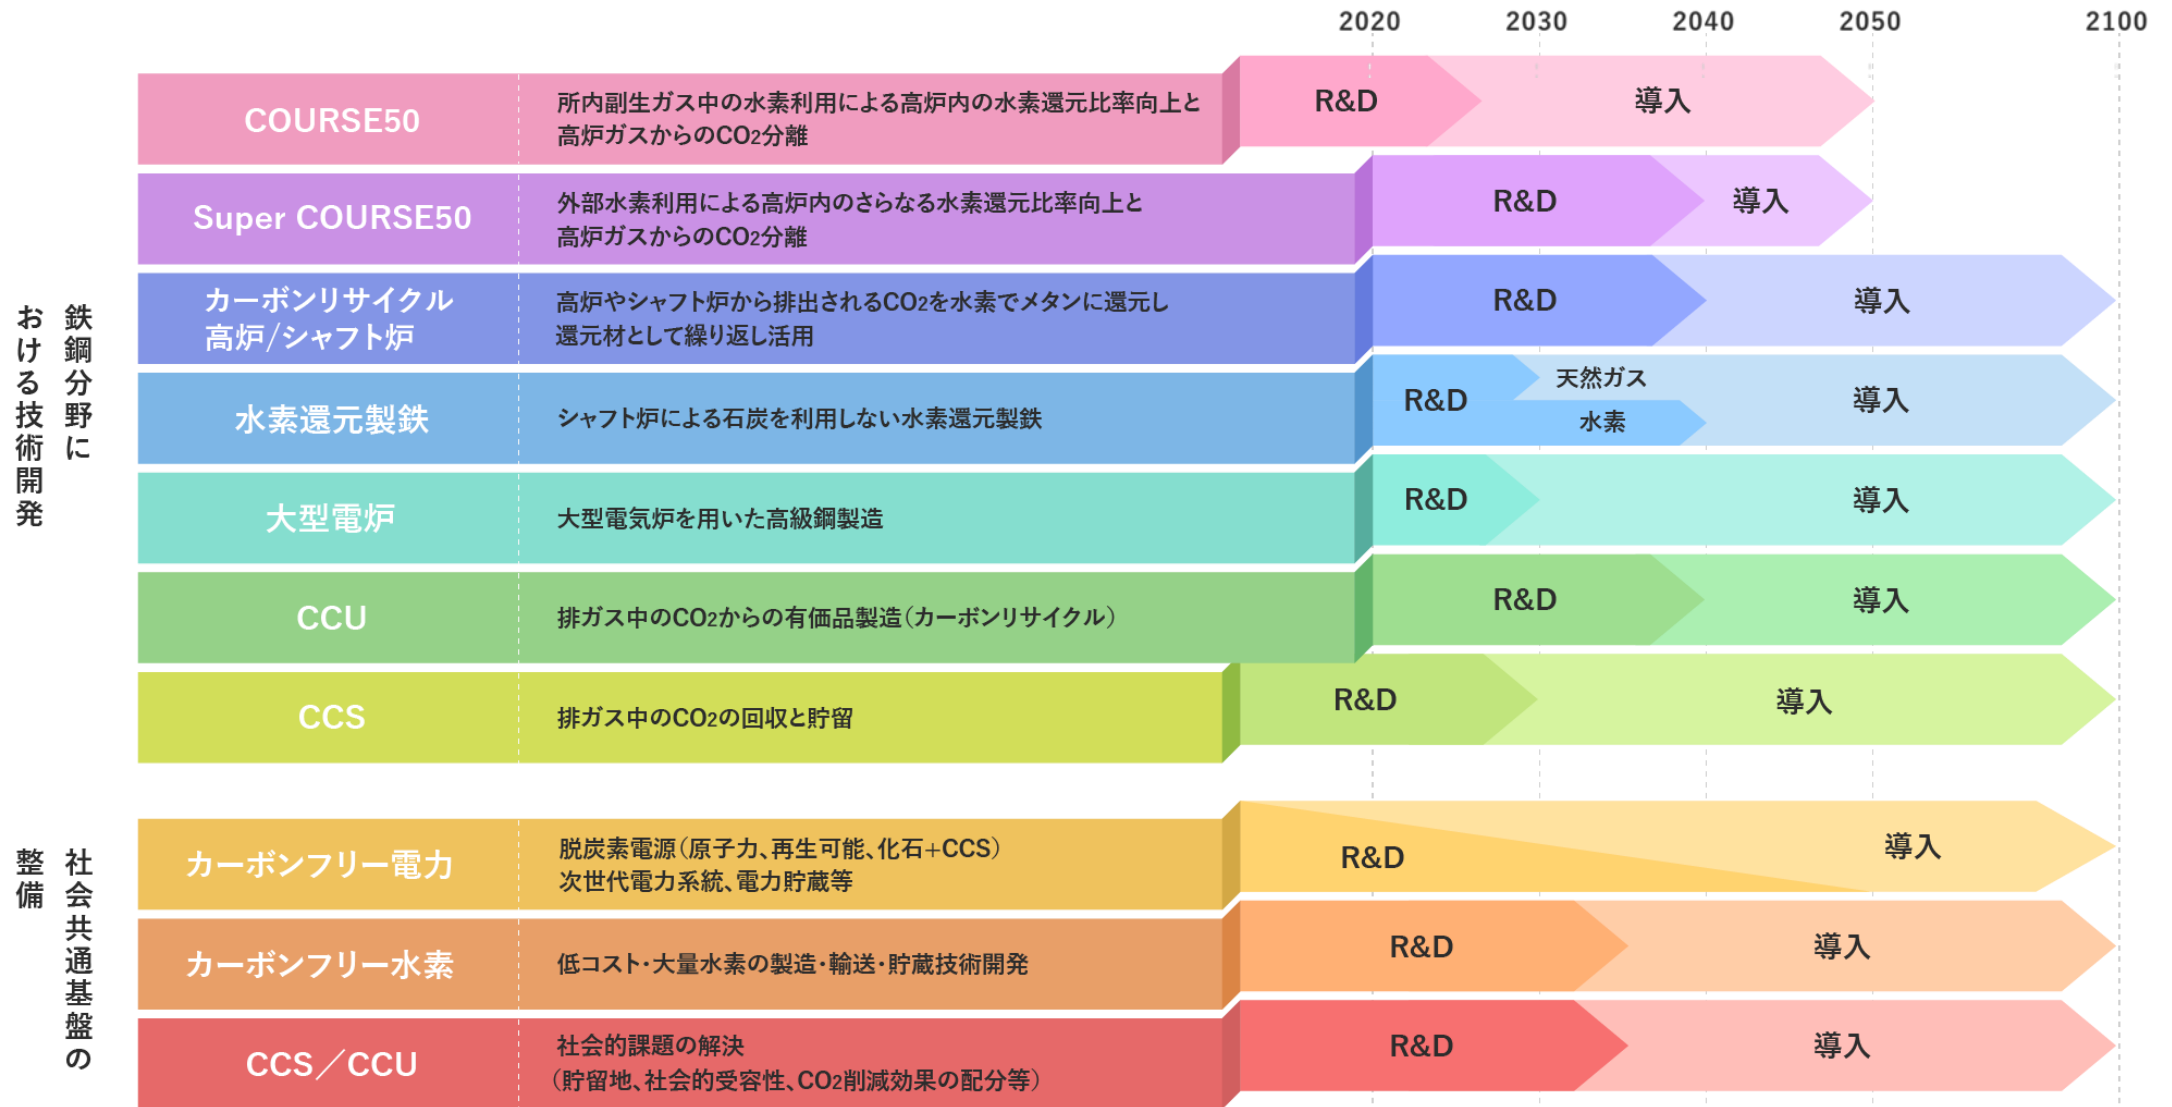 2020 2030 2040 2050 2100
鉄鋼分野に
おける技術開発
COURSE50
所内副生ガス中の水素利用による高炉内の水素還元比率向上と
高炉ガスからのCO2分離
R&D
導入
Super COURSE50
外部水素利用による高炉内のさらなる水素還元比率向上と
高炉ガスからのCO2分離
R&D
導入
カーボンリサイクル
高炉/シャフト炉
高炉やシャフト炉から排出されるCO2を水素でメタンに還元し
還元材として繰り返し活用
R&D
導入
水素還元製鉄
シャフト炉による石炭を利用しない水素還元製鉄
R&D
天然ガス
水素
導入
大型電炉
大型電気炉を用いた高級鋼製造
R&D
導入
CCU
排ガス中のCO2からの有価品製造(カーボンリサイクル)
R&D
導入
CCS
排ガス中のCO2の回収と貯留
R&D
導入
社会共通基盤の
整備
カーボンフリー電力
脱炭素電源(原子力、再生可能、化石+CCS)
次世代電力系統、電力貯蔵等
R&D
導入
カーボンフリー水素
低コスト・大量水素の製造・輸送・貯蔵技術開発
R&D
導入
CCS/CCU
社会的課題の解決
(貯留地、社会的受容性、CO2削減効果の配分等)
R&D
導入